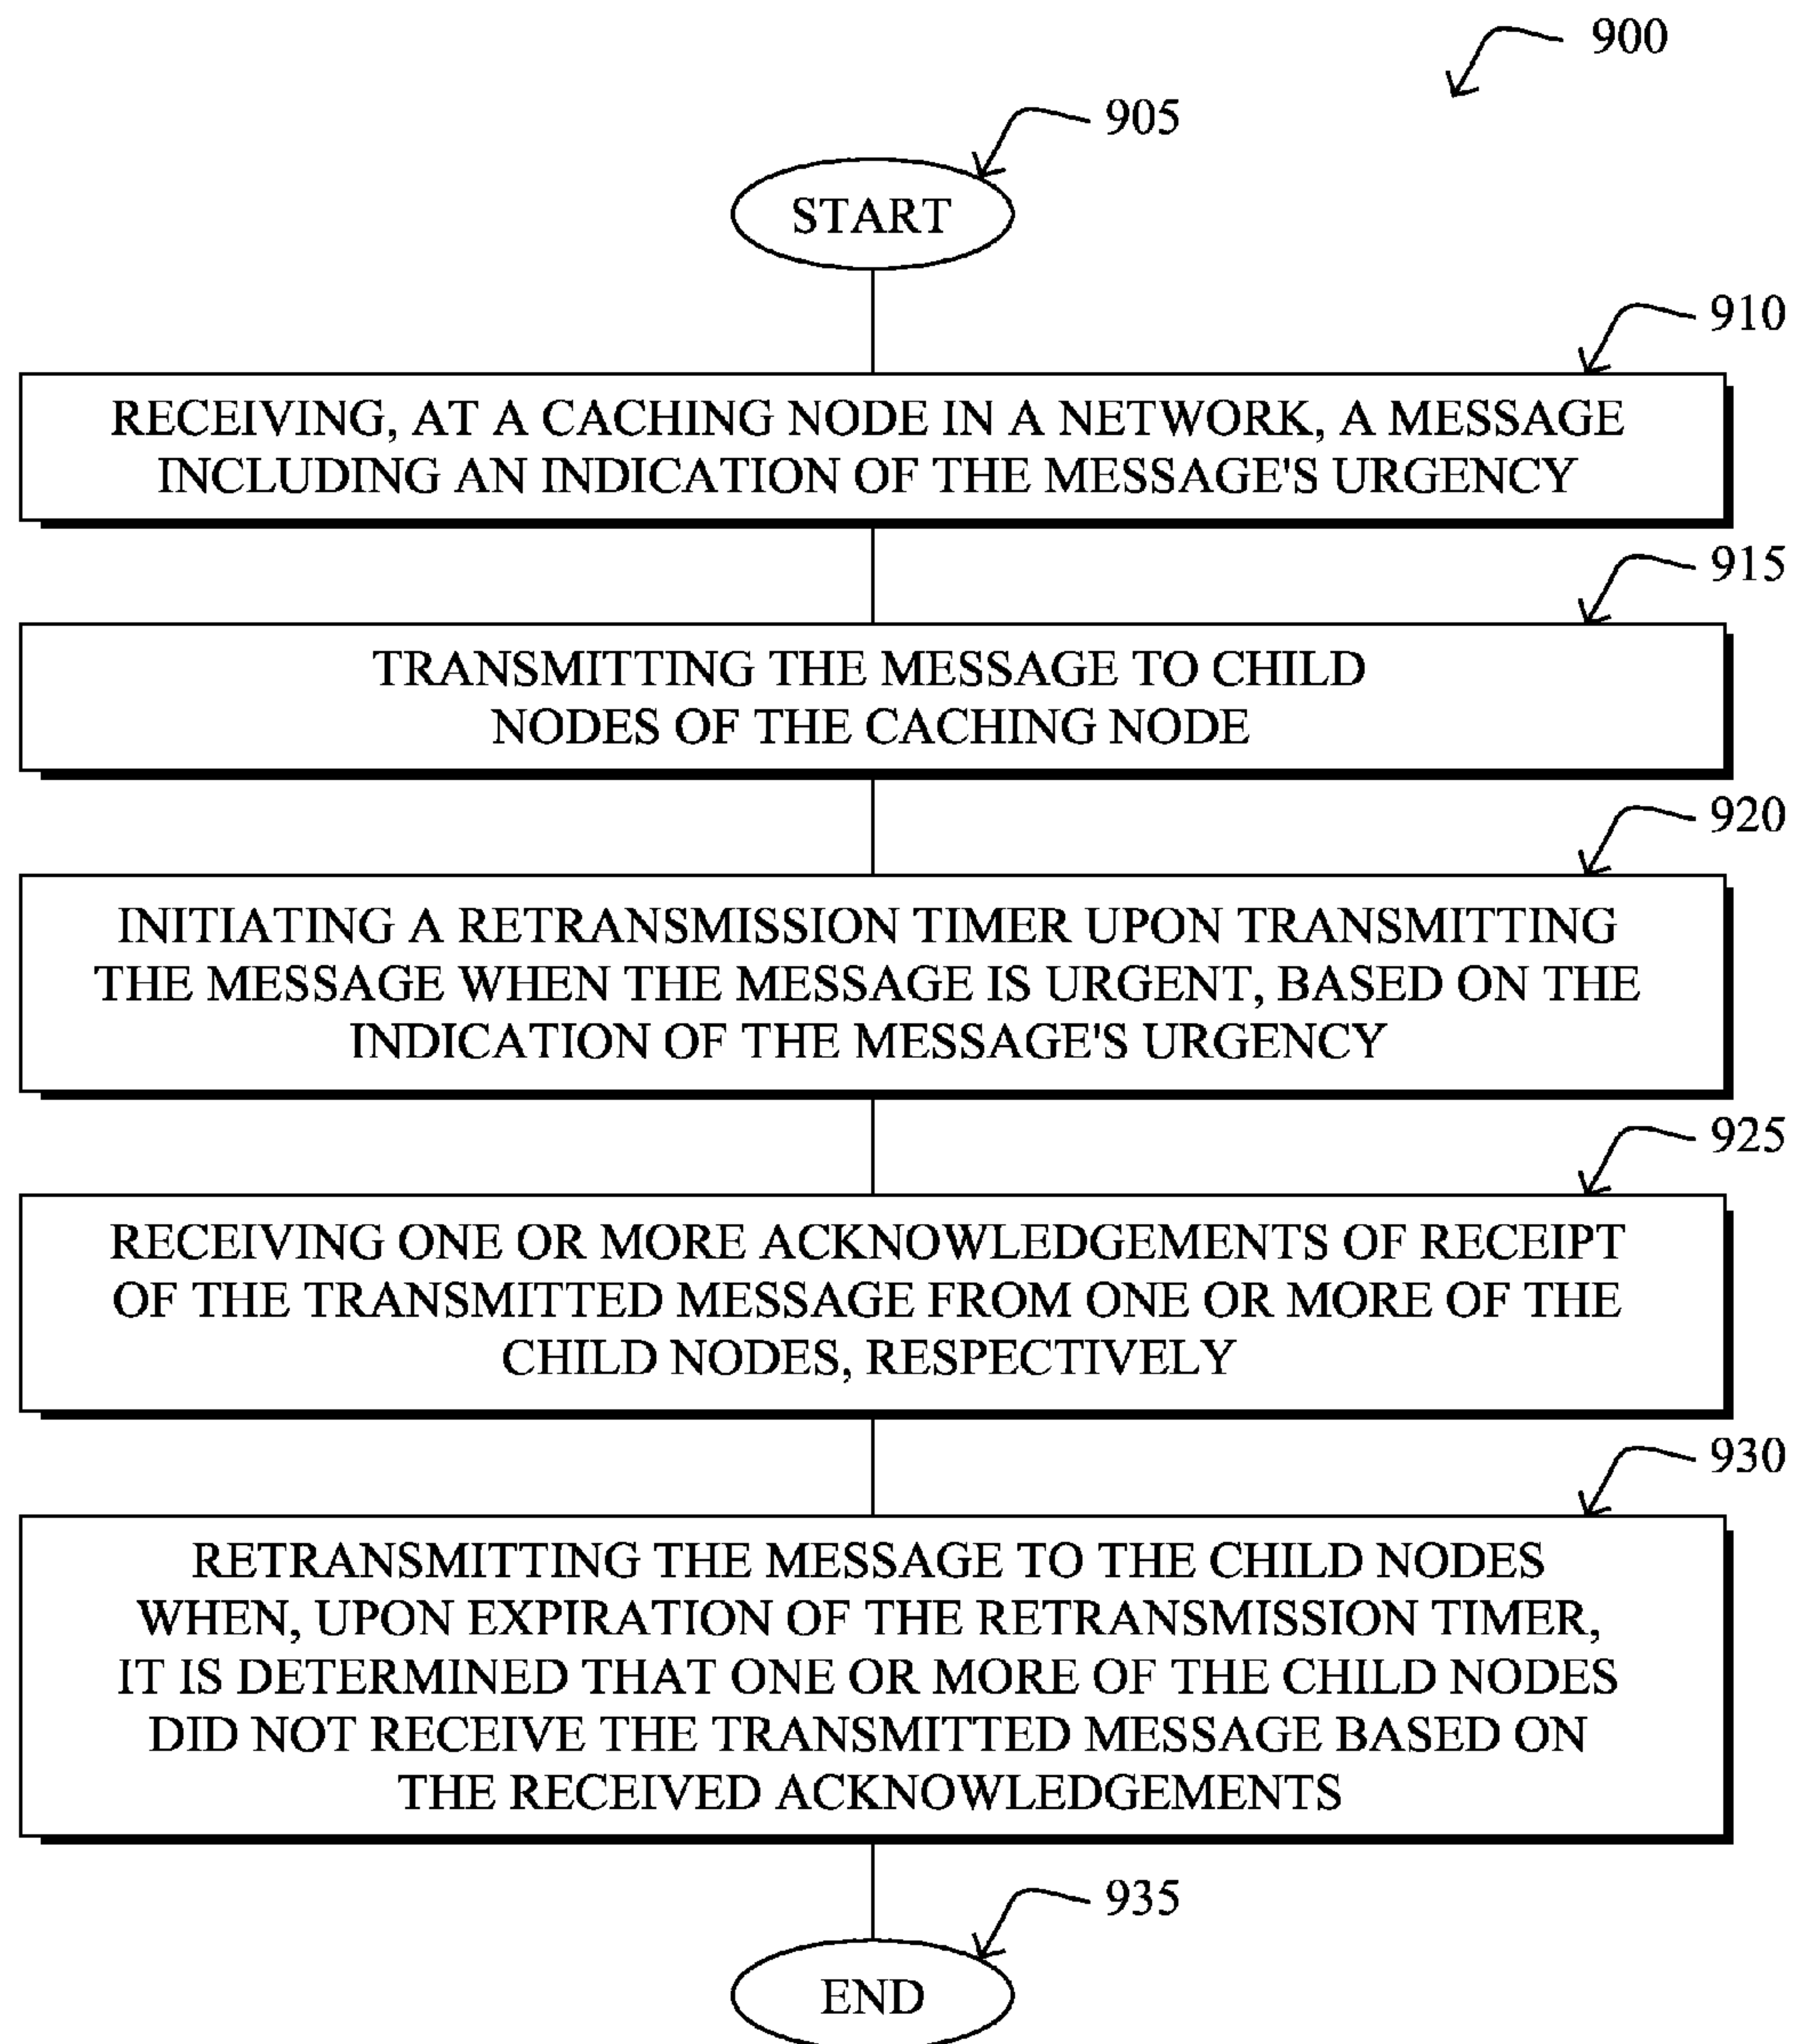 900
905
START
910
RECEIVING, AT A CACHING NODE IN A NETWORK, A MESSAGE
INCLUDING AN INDICATION OF THE MESSAGE'S URGENCY
915
TRANSMITTING THE MESSAGE TO CHILD
NODES OF THE CACHING NODE
920
INITIATING A RETRANSMISSION TIMER UPON TRANSMITTING
THE MESSAGE WHEN THE MESSAGE IS URGENT, BASED ON THE
INDICATION OF THE MESSAGE'S URGENCY
925
RECEIVING ONE OR MORE ACKNOWLEDGEMENTS OF RECEIPT
OF THE TRANSMITTED MESSAGE FROM ONE OR MORE OF THE
CHILD NODES, RESPECTIVELY
930
RETRANSMITTING THE MESSAGE TO THE CHILD NODES
WHEN, UPON EXPIRATION OF THE RETRANSMISSION TIMER,
IT IS DETERMINED THAT ONE OR MORE OF THE CHILD NODES
DID NOT RECEIVE THE TRANSMITTED MESSAGE BASED ON
THE RECEIVED ACKNOWLEDGEMENTS
935
END